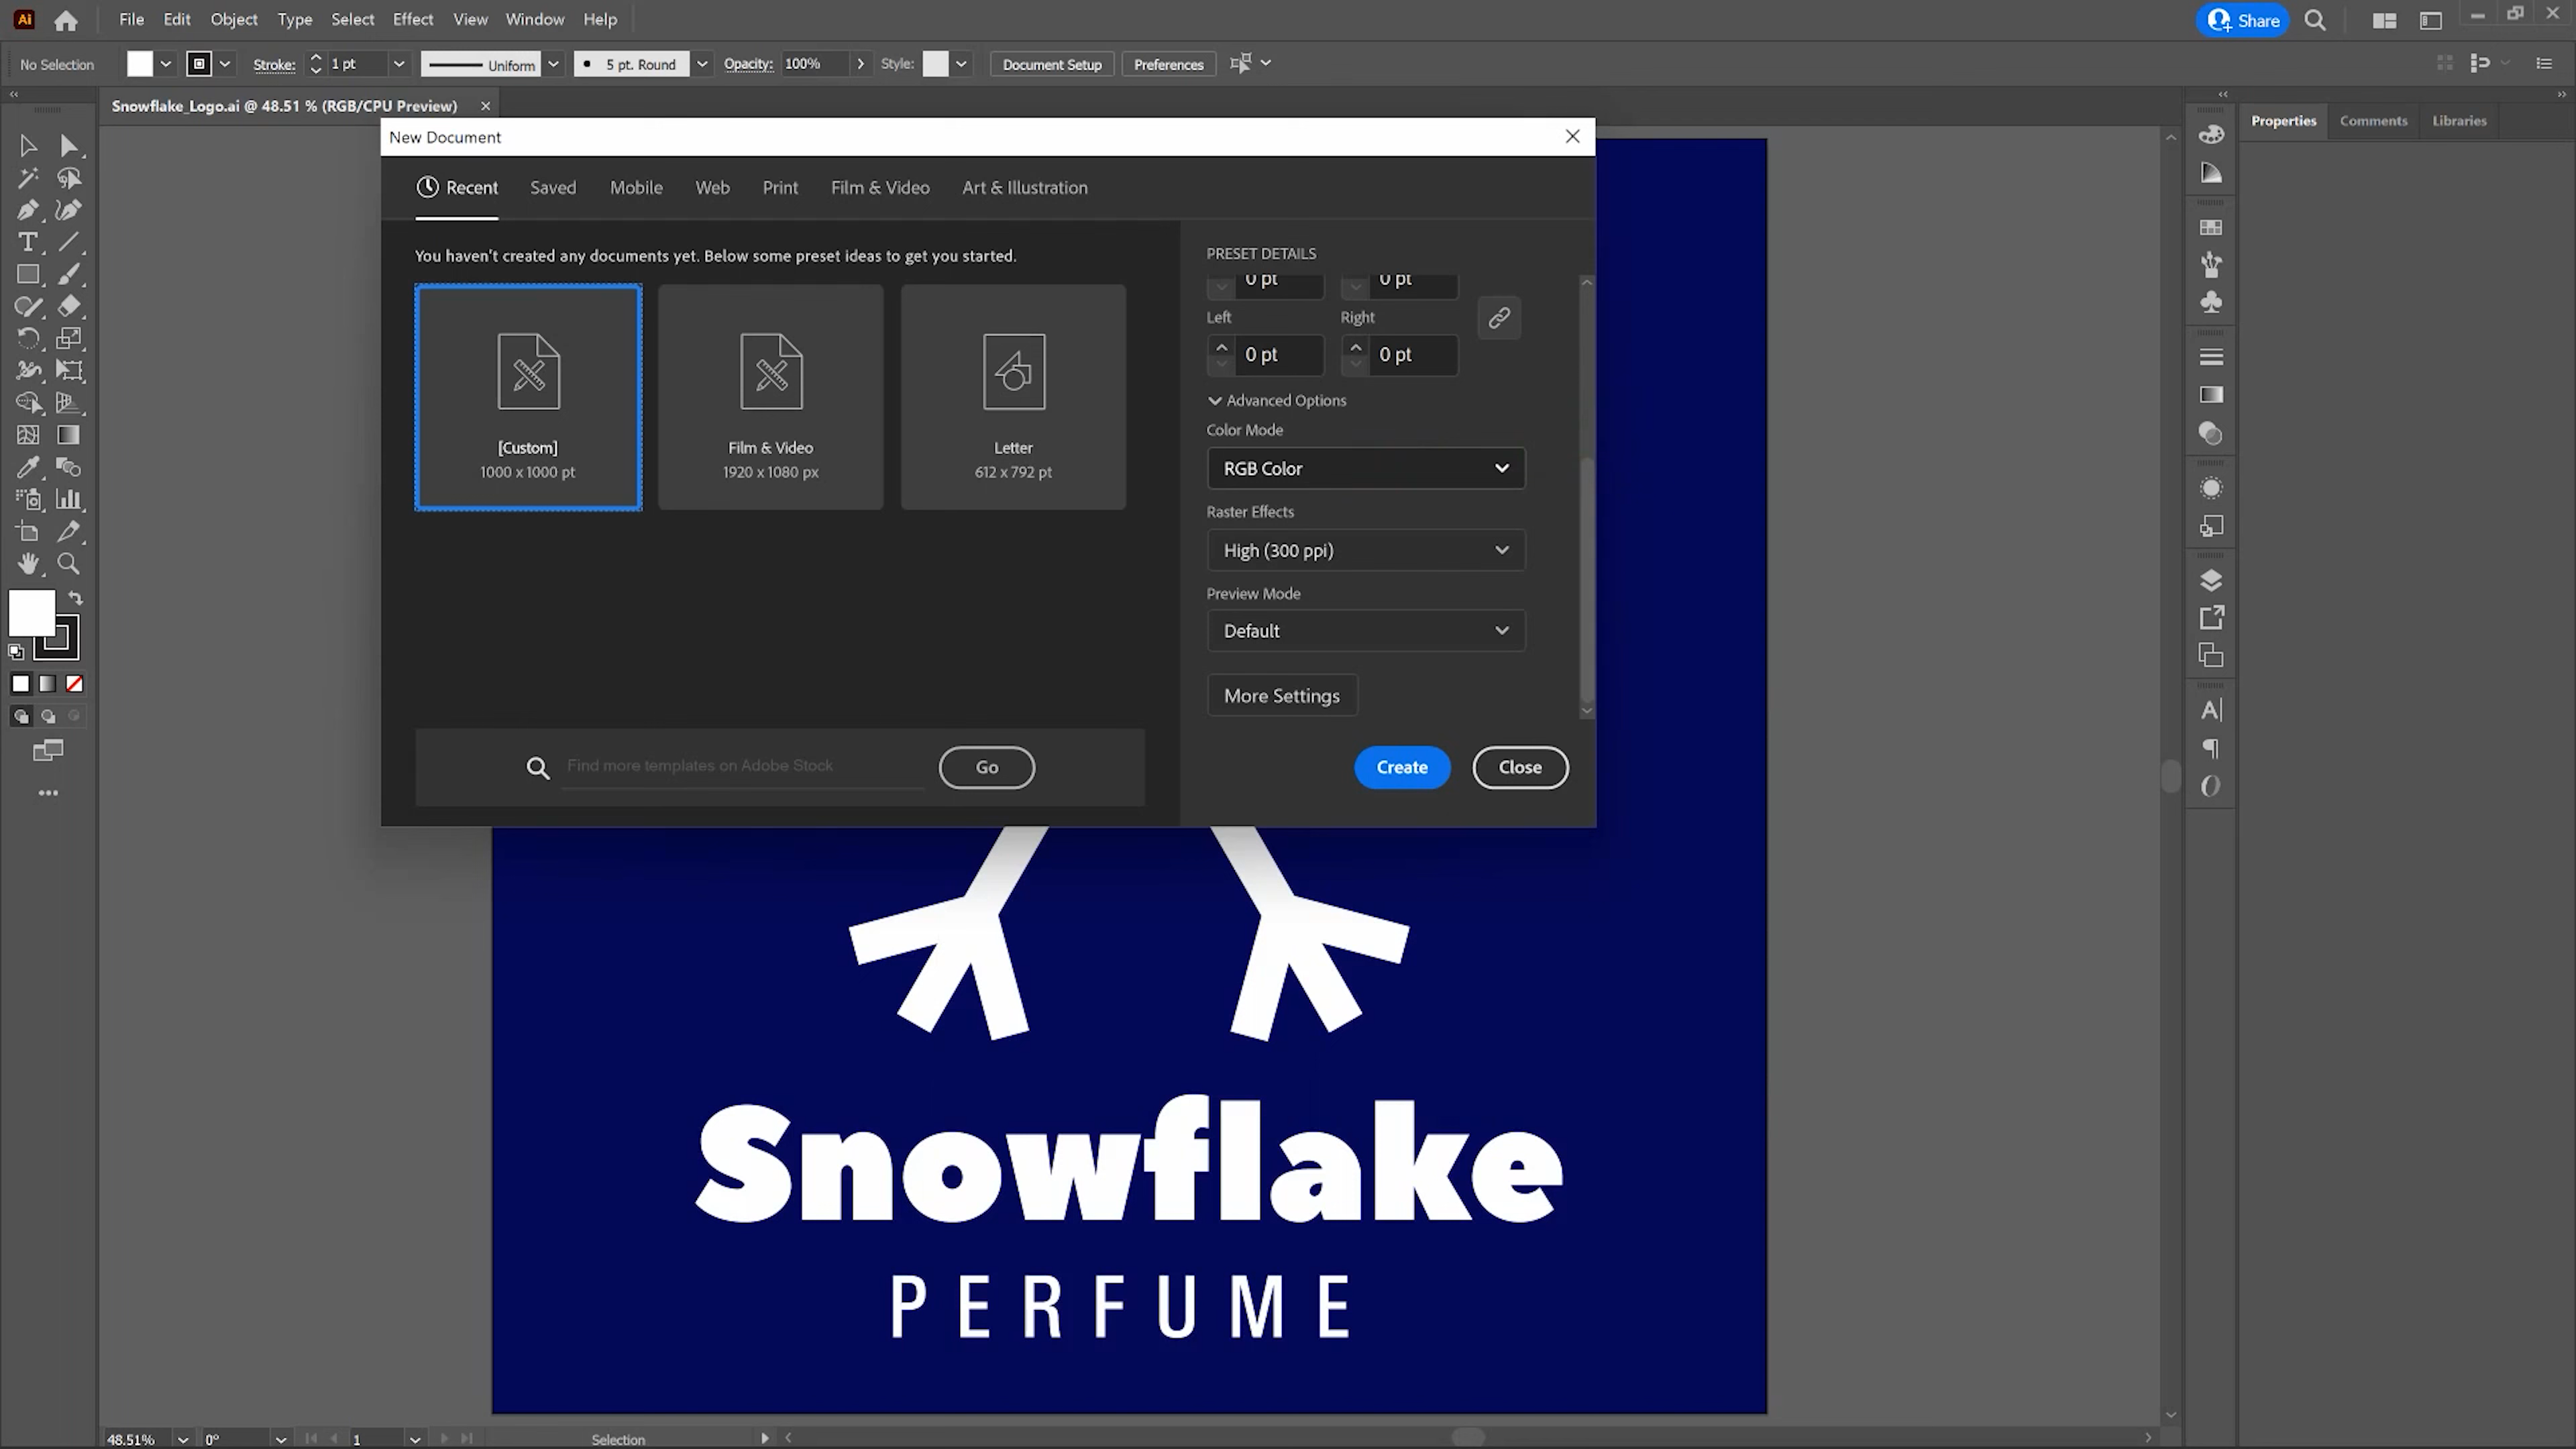 Ai
File Edit Object Type Select Effect View Window Help
Share
No Selection
Stroke: 1 pt
Uniform
5 pt. Round
Opacity: 100%
Style:
Document Setup
Preferences
Snowflake_Logo.ai @ 48.51 % (RGB/CPU Preview)
Properties Comments Libraries
New Document
Recent Saved Mobile Web Print Film & Video Art & Illustration
You haven't created any documents yet. Below some preset ideas to get you started.
[Custom]
1000 x 1000 pt
Film & Video
1920 x 1080 px
Letter
612 x 792 pt
Find more templates on Adobe Stock
Go
PRESET DETAILS
0 pt 0 pt
Left Right
0 pt 0 pt
Advanced Options
Color Mode
RGB Color
Raster Effects
High (300 ppi)
Preview Mode
Default
More Settings
Create Close
Snowflake
PERFUME
48.51% 0° 1 Selection